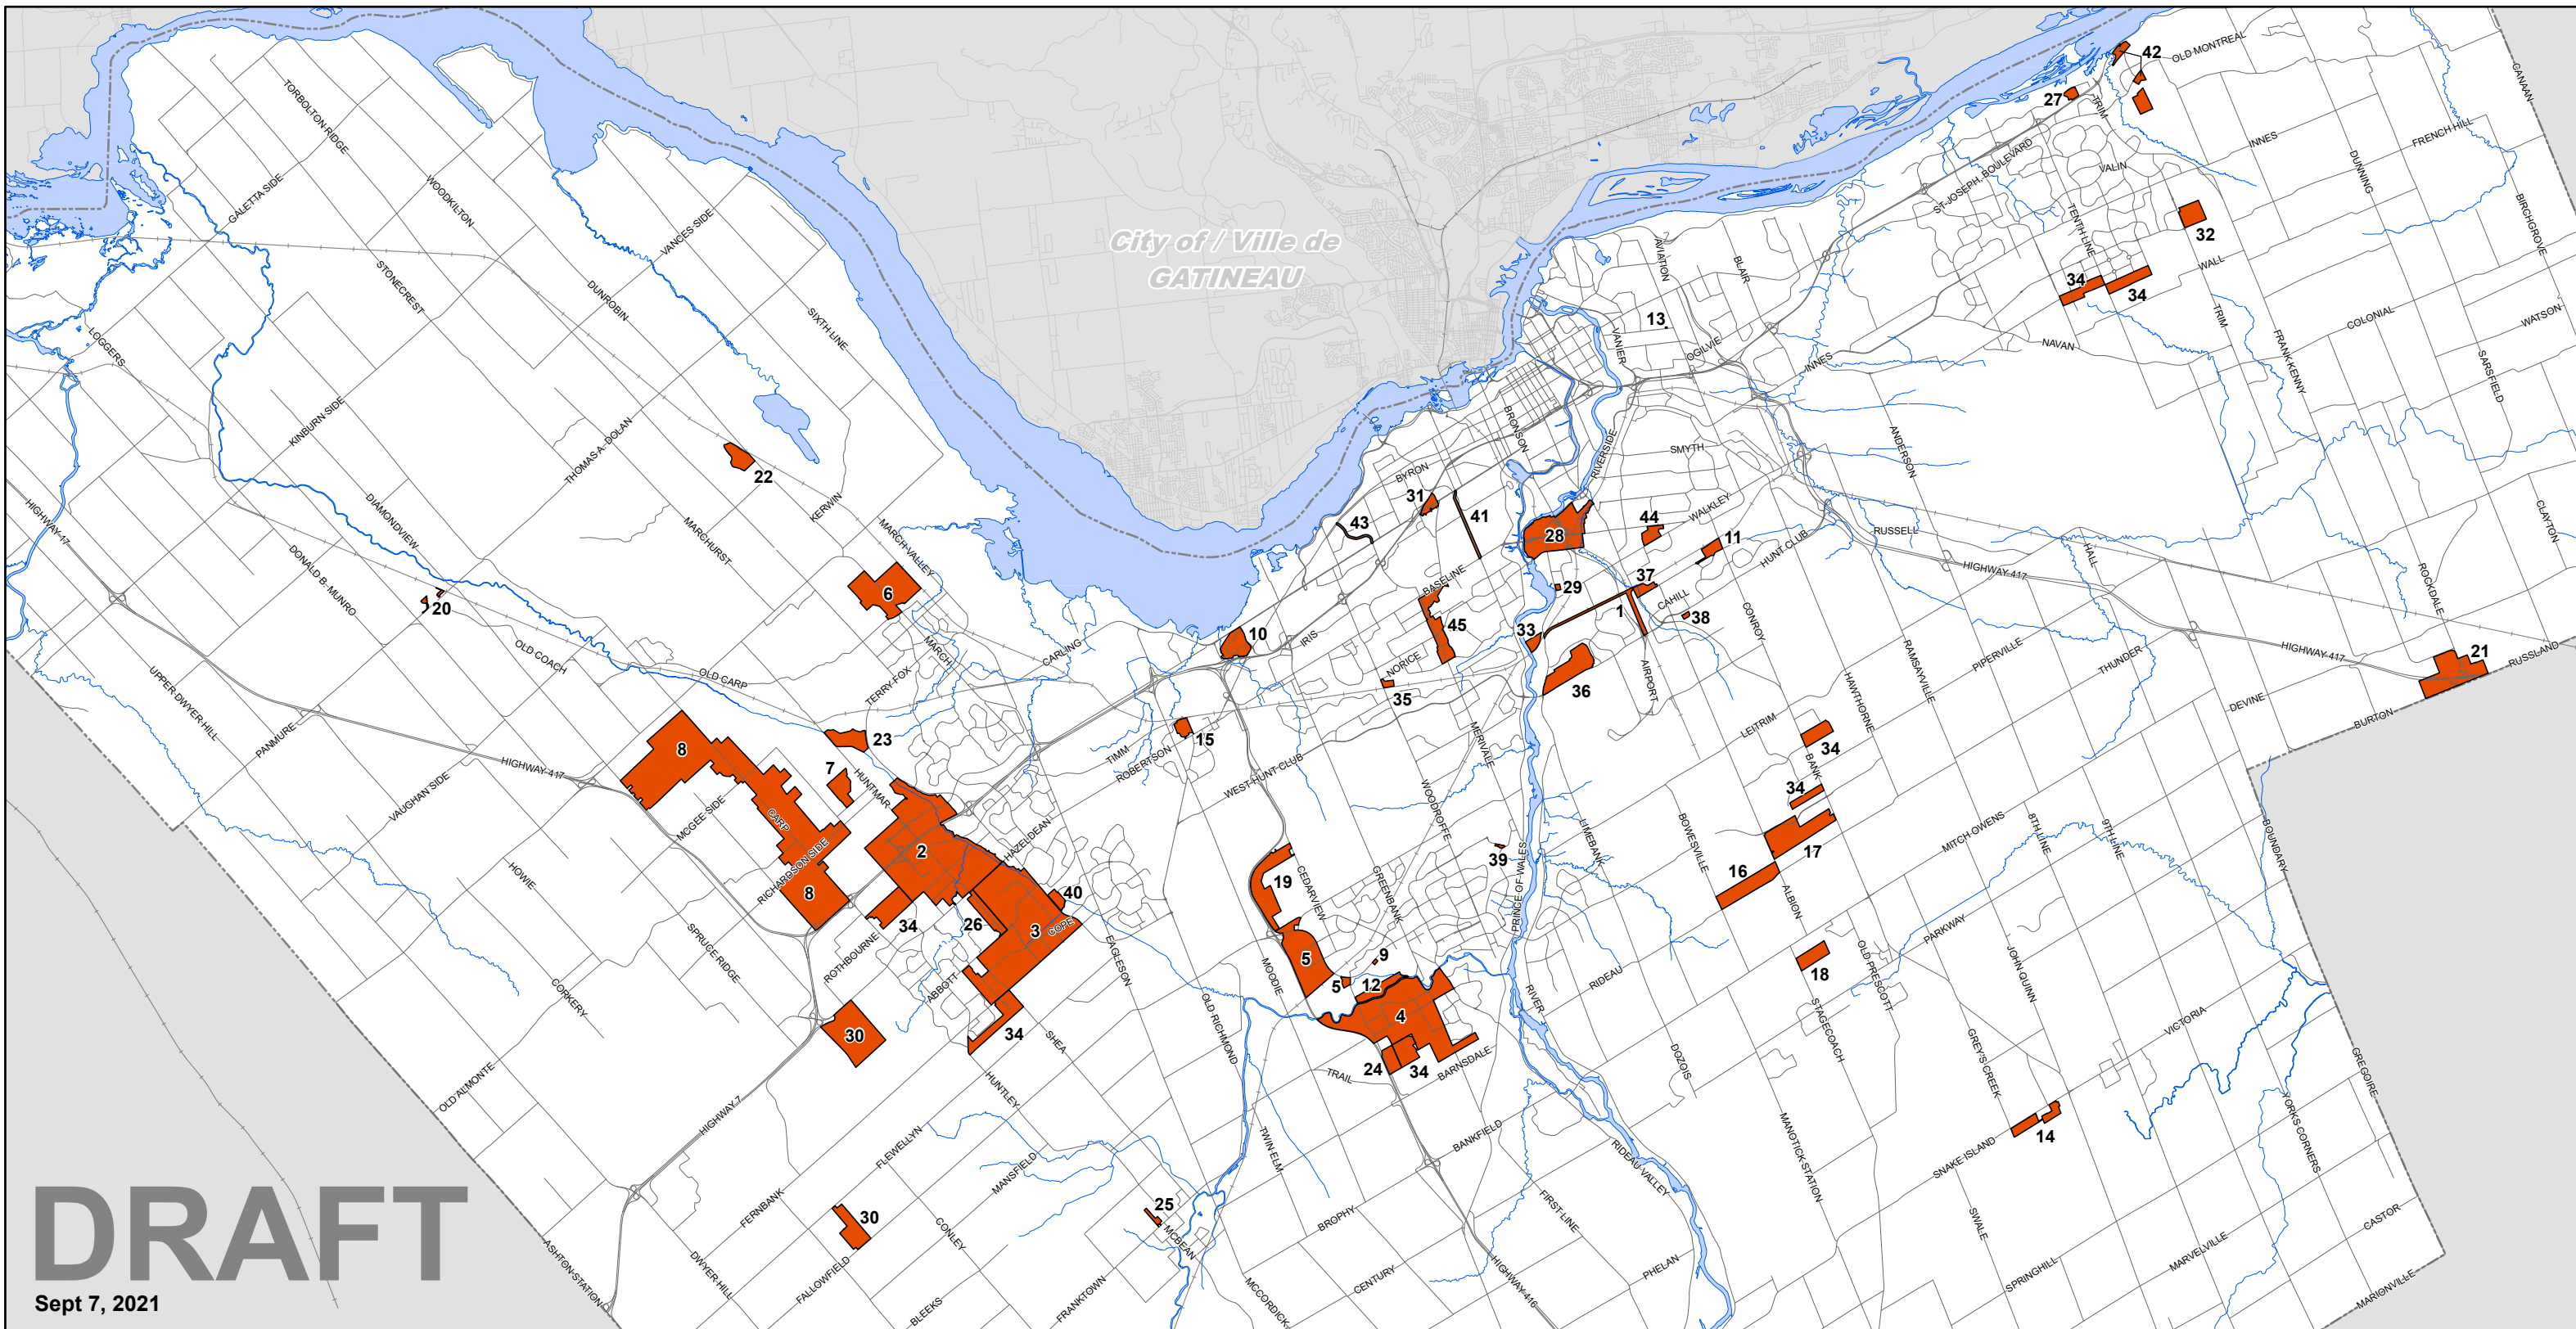 42
OLD MONTREAL
CANAAN
27
TRIM
TORBOLTON RIDGE
INNES
FRENCH HILL
ST-JOSEPH BOULEVARD
VALIN
DUNNING
WOODKILTON
GALETTA SIDE
BIRCHGROVE
TENTH LINE
32
VANCES SIDE
City of / Ville de
GATINEAU
AVIATION
BLAIR
WALL
STONECREST
34
34
DUNROBIN
SIXTH LINE
13
TRIM
COLONIAL
WATSON
LOGGERS
VANIER
OGILVIE
NAVAN
FRANK KENNY
INNES
SARSFIELD
KINBURN SIDE
THOMAS A. DOLAN
BRONSON
ANDERSON
RIVERSIDE
SMYTH
22
BYRON
31
KERWIN
HIGHWAY 17
DIAMONDVIEW
MARCHURST
MARCH VALLEY
43
41
44
WALKLEY
28
11
RUSSELL
CLAYTON
HUNT CLUB
HALL
DONALD B. MUNRO
HIGHWAY 417
6
20
BASELINE
29
37
ROCKDALE
1
CAHILL
38
CONROY
45
33
10
IRIS
OLD COACH
MARCH
CARLING
RAMSAYVILLE
PIPERVILLE
THUNDER
HIGHWAY 417
21
RUSSLAND
UPPER DWYER HILL
OLD CARP
TERRY FOX
NORICE
35
36
AIRPORT
HAWTHORNE
DEVINE
BURTON
PANMURE
23
15
LEITRIM
MERIVALE
8
34
TIMM
ROBERTSON
BANK
HIGHWAY 417
7
HUNTMAR
WEST HUNT CLUB
VAUGHAN SIDE
WOODROFFE
34
MCGEE SIDE
CARP
BOWESVILLE
LIMEBANK
MITCH OWENS
8TH LINE
9TH LINE
BOUNDARY
HAZELDEAN
2
39
17
RICHARDSON SIDE
HOWIE
19
CEDARVIEW
GREENBANK
PRINCE OF WALES
16
8
40
ALBION
34
26
3
COPE
PARKWAY
SPRUCE RIDGE
ROTHBOURNE
EAGLESON
OLD PRESCOTT
JOHN QUINN
9
5
18
MOODIE
RIDEAU
CORKERY
ABBOTT
5
12
RIVER
OLD RICHMOND
STAGECOACH
4
VICTORIA
30
34
SHEA
GREY'S CREEK
GREGOIRE
DOZOIS
24
34
BARNSDALE
TRAIL
OLD ALMONTE
HUNTLEY
HIGHWAY 7
YORKS CORNERS
BANKFIELD
MANOTICK STATION
14
TWIN ELM
FLEWELLYN
SNAKE ISLAND
RIDEAU VALLEY
MANSFIELD
DRAFT
FERNBANK
25
FIRST LINE
30
CONLEY
BROPHY
SWALE
CASTOR
MCBEAN
ASHTON STATION
MARVELVILLE
DWYER HILL
FALLOWFIELD
PHELAN
HIGHWAY 416
SPRINGHILL
CENTURY
MCCORDICK
FRANKTOWN
BLEEKS
MARIONVILLE
Sept 7, 2021